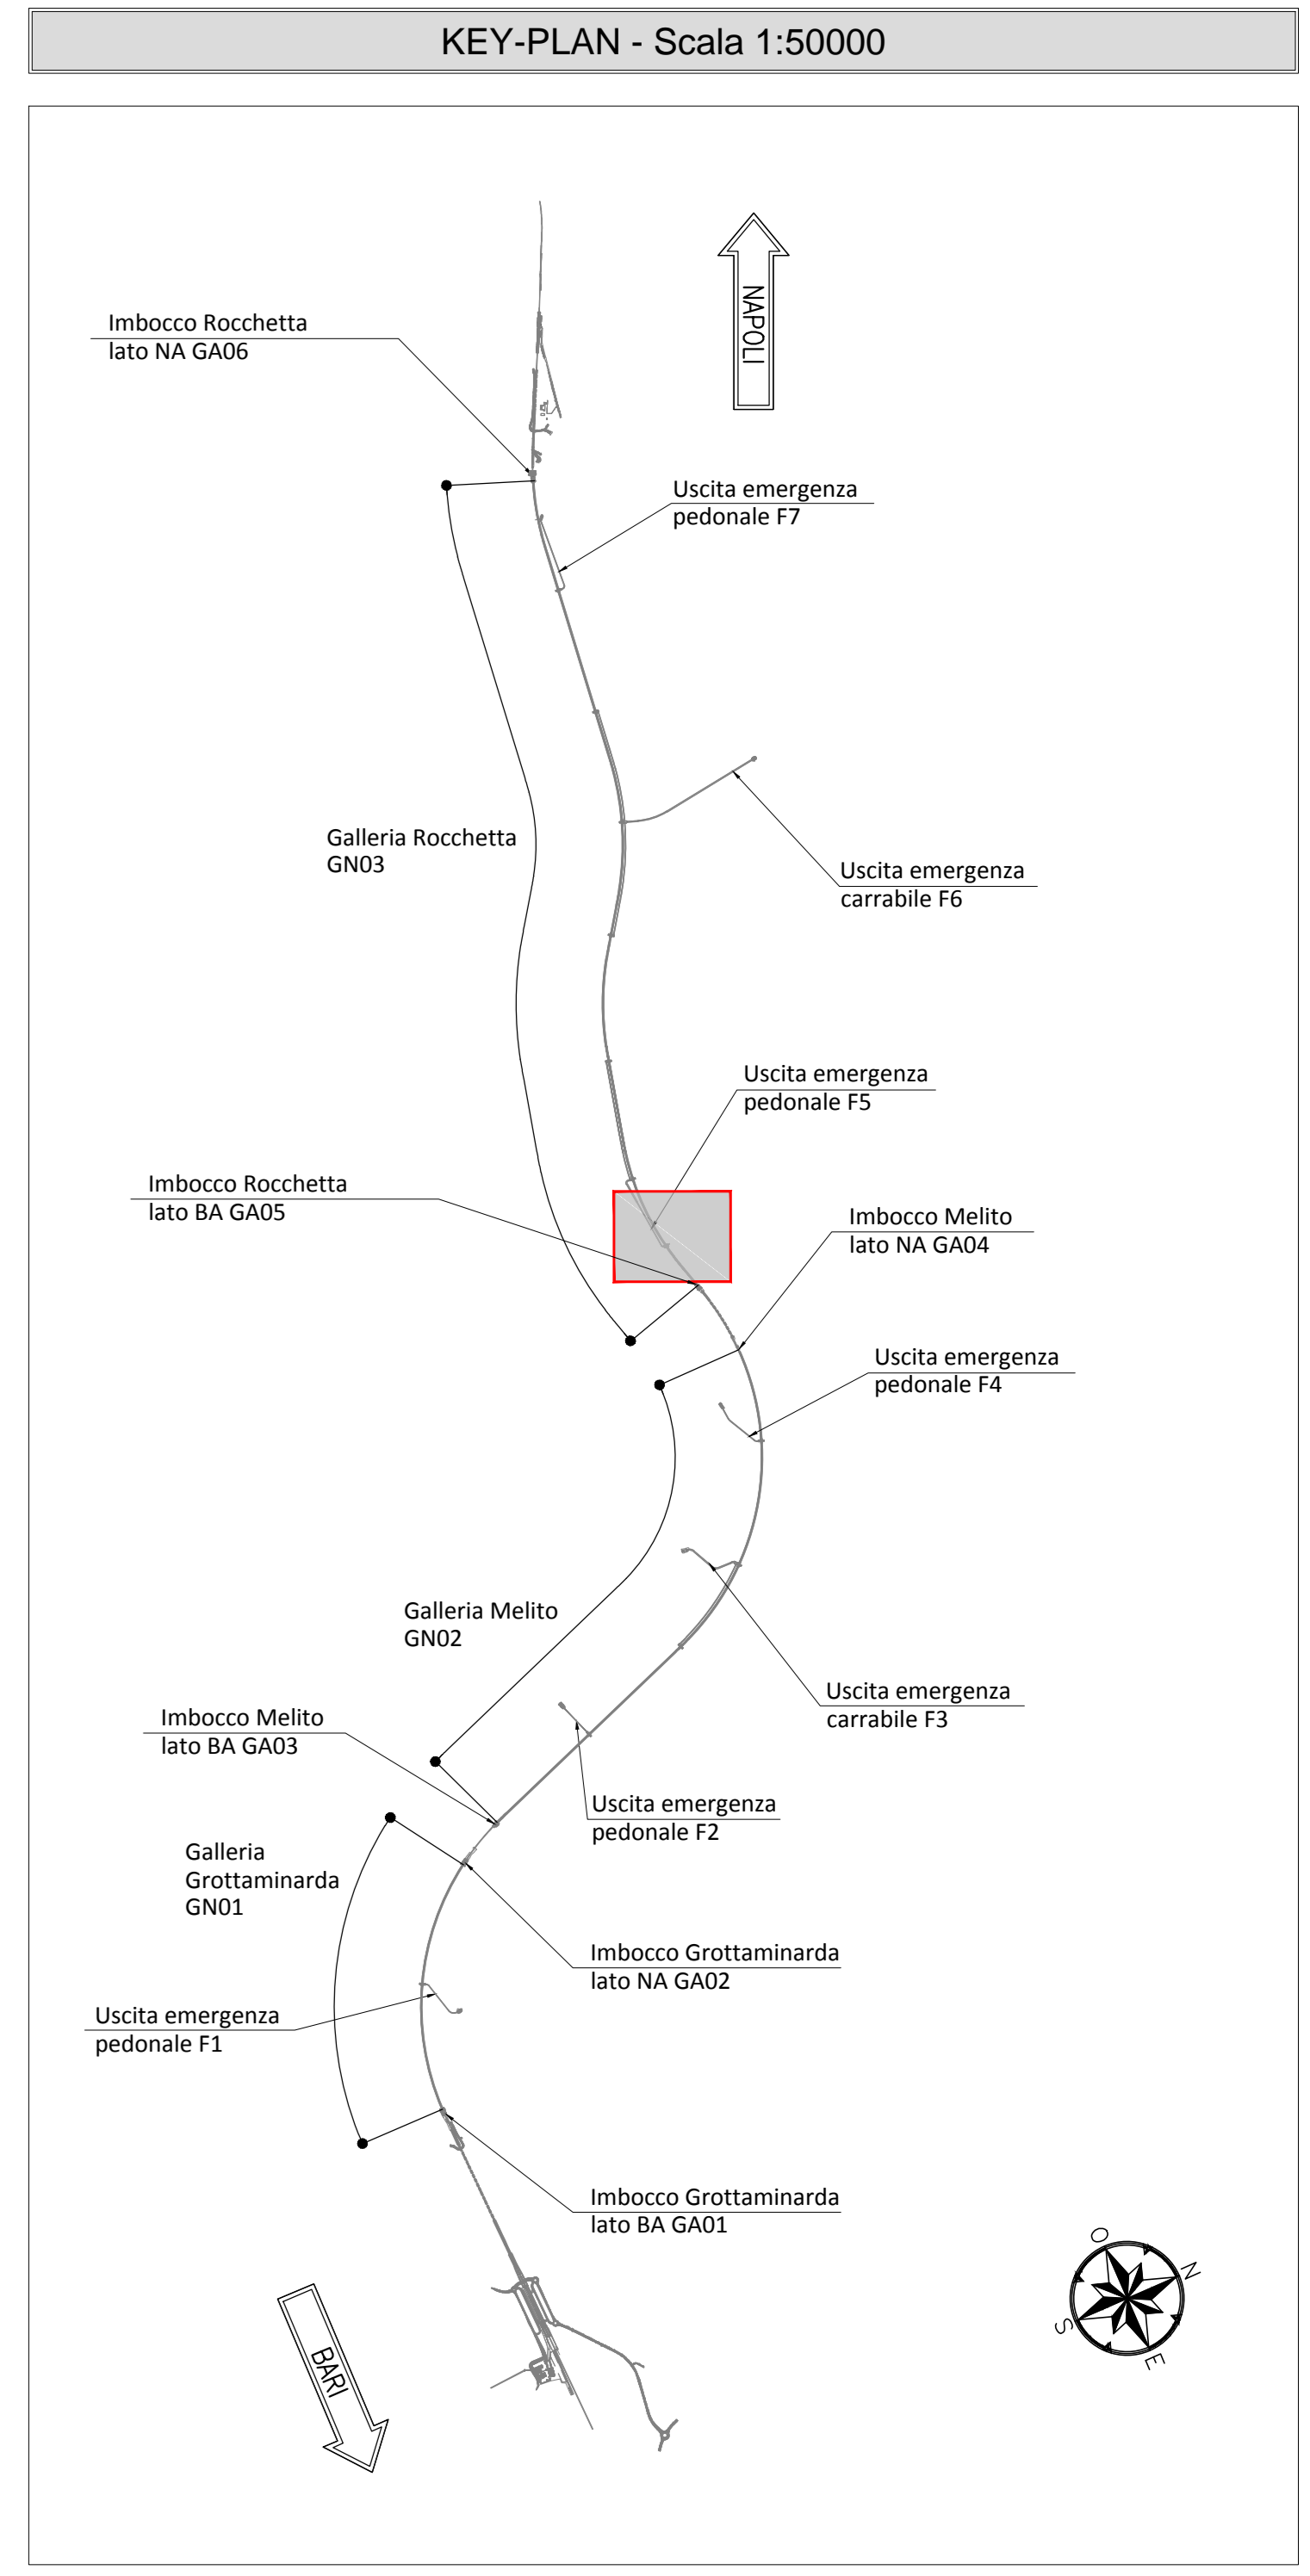 KEY-PLAN - Scala 1:50000
NAPOLI
Imbocco Rocchetta
lato NA GA06
Uscita emergenza
pedonale F7
Galleria Rocchetta
GN03
Uscita emergenza
carrabile F6
Uscita emergenza
pedonale F5
Imbocco Rocchetta
lato BA GA05
Imbocco Melito
lato NA GA04
Uscita emergenza
pedonale F4
Galleria Melito
GN02
Uscita emergenza
carrabile F3
Imbocco Melito
lato BA GA03
Uscita emergenza
pedonale F2
Galleria
Grottaminarda
GN01
Imbocco Grottaminarda
lato NA GA02
Uscita emergenza
pedonale F1
Imbocco Grottaminarda
lato BA GA01
BARI
O
N
S
E